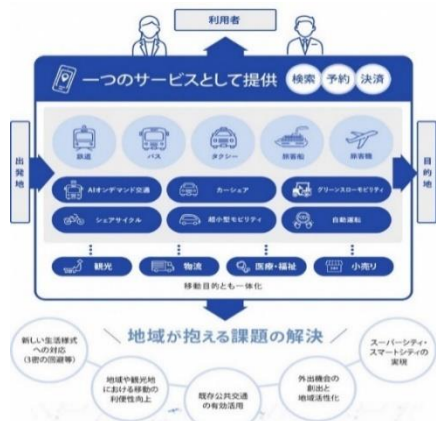 利用者
一つのサービスとして提供
検索
予約
決済
出発地
目的地
鉄道
バス
タクシー
旅客船
旅客機
AIオンデマンド交通
カーシェア
グリーンスローモビリティ
シェアサイクル
超小型モビリティ
自動運転
観光
物流
医療・福祉
小売り
移動目的とも一体化
地域が抱える課題の解決
新しい生活様式
への対応
(3密の回避等)
地域や観光地
における移動の
利便性向上
既存公共交通
の有効活用
外出機会の
創出と
地域活性化
スーパーシティ・
スマートシティの
実現